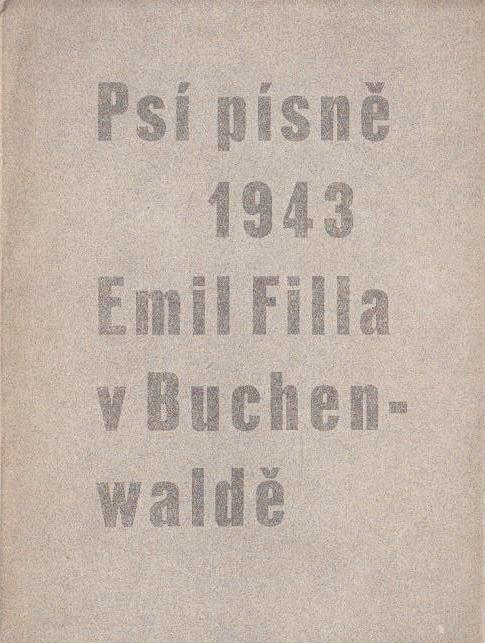 Psí písně
1943
Emil Filla
v Buchen-
waldě